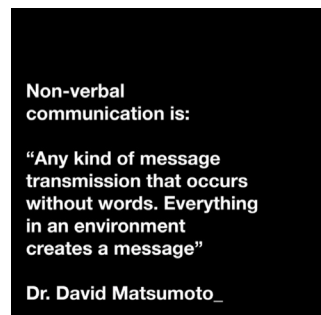 Non-verbal
communication is:
“Any kind of message
transmission that occurs
without words. Everything
in an environment
creates a message”
Dr. David Matsumoto_